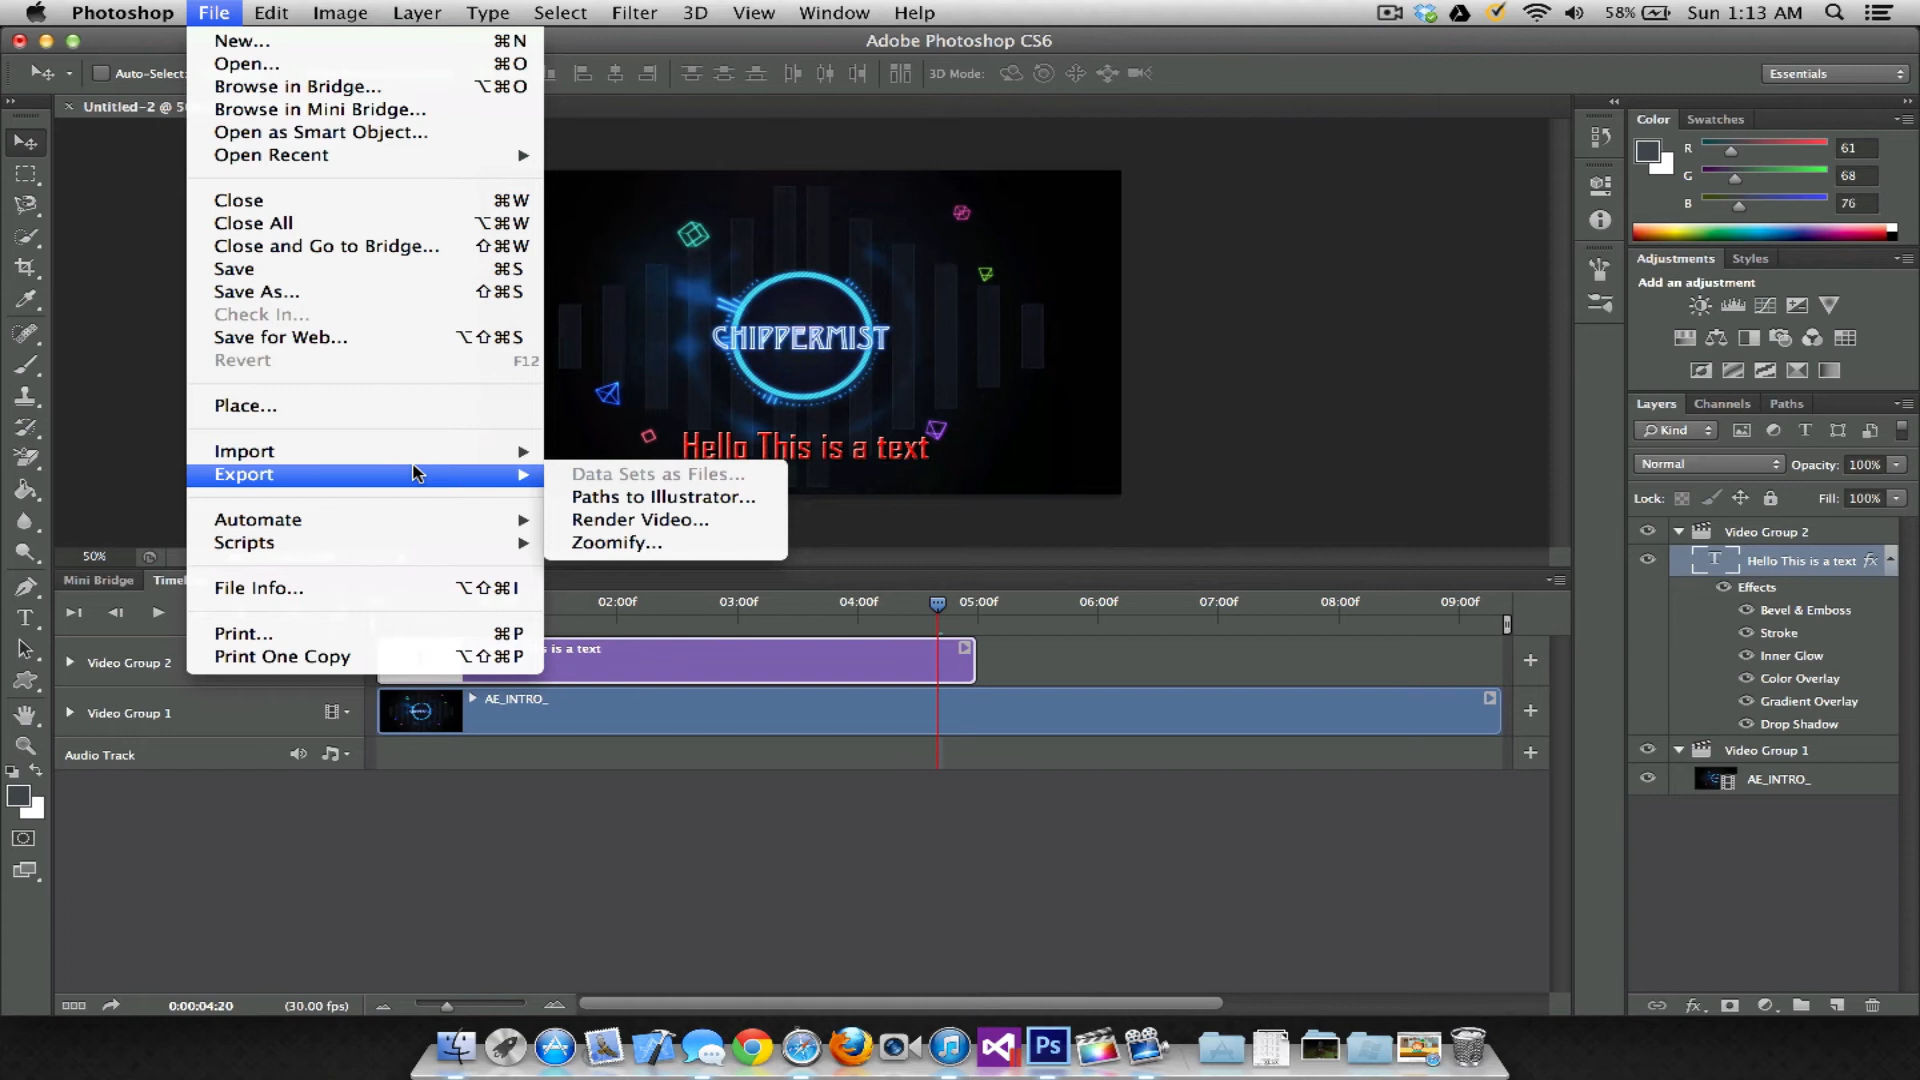 Photoshop File Edit Image Layer Type Select Filter 3D View Window Help 58% Sun 1:13 AM
Adobe Photoshop CS6
Auto-Select: 3D Mode: Essentials
Untitled-2 @ 50
New... ⌘N
Open... ⌘O
Browse in Bridge... ⌥⌘O
Browse in Mini Bridge...
Open as Smart Object...
Open Recent
Close ⌘W
Close All ⌥⌘W
Close and Go to Bridge... ⇧⌘W
Save ⌘S
Save As... ⇧⌘S
Check In...
Save for Web... ⌥⇧⌘S
Revert F12
Place...
Import
Export
Automate
Scripts
File Info... ⌥⇧⌘I
Print... ⌘P
Print One Copy ⌥⇧⌘P
Data Sets as Files...
Paths to Illustrator...
Render Video...
Zoomify...
CHIPPERMIST
Hello This is a text
Color Swatches
R 61
G 68
B 76
Adjustments Styles
Add an adjustment
Layers Channels Paths
Kind
Normal Opacity: 100%
Lock: Fill: 100%
Video Group 2
T Hello This is a text fx
Effects
Bevel & Emboss
Stroke
Inner Glow
Color Overlay
Gradient Overlay
Drop Shadow
Video Group 1
AE_INTRO_
50%
Mini Bridge
02:00f 03:00f 04:00f 05:00f 06:00f 07:00f 08:00f 09:00f
Video Group 2 is a text
Video Group 1 AE_INTRO_
Audio Track
0:00:04:20 (30.00 fps)
fx
Ps